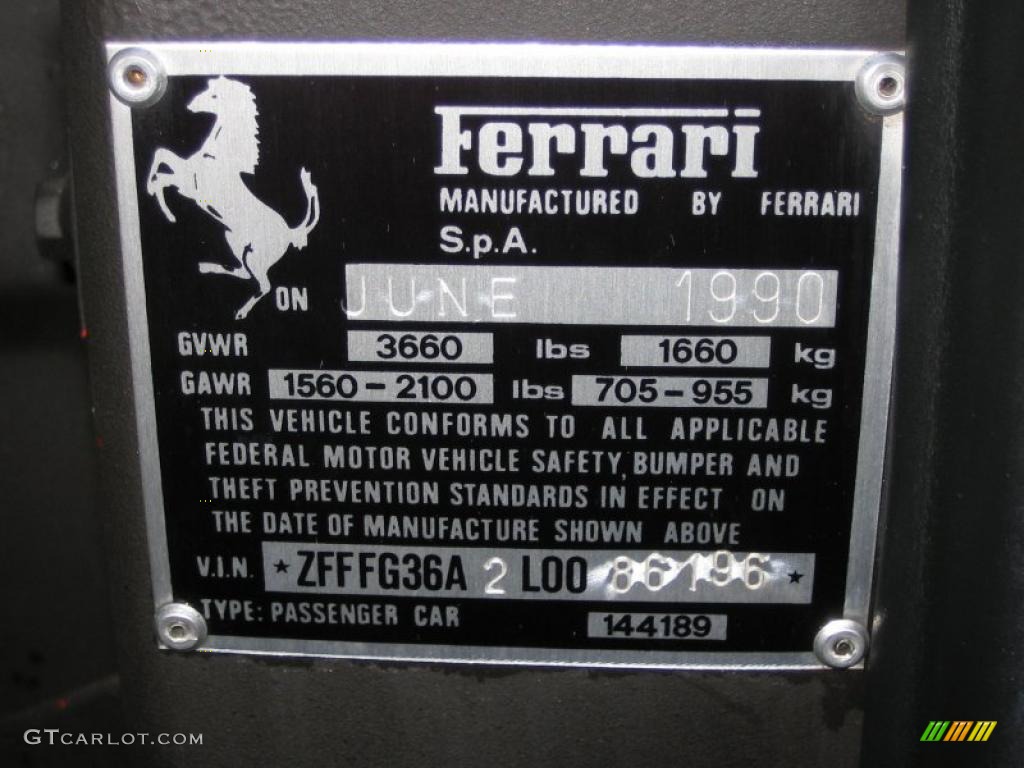 Ferrari
MANUFACTURED BY FERRARI
S.p.A.
ON JUNE 1990
GVWR 3660 lbs 1660 kg
GAWR 1560-2100 lbs 705-955 kg
THIS VEHICLE CONFORMS TO ALL APPLICABLE
FEDERAL MOTOR VEHICLE SAFETY, BUMPER AND
THEFT PREVENTION STANDARDS IN EFFECT ON
THE DATE OF MANUFACTURE SHOWN ABOVE
V.I.N. ★ZFFFG36A 2 L00 86196★
TYPE: PASSENGER CAR 144189
GTCARLOT.COM